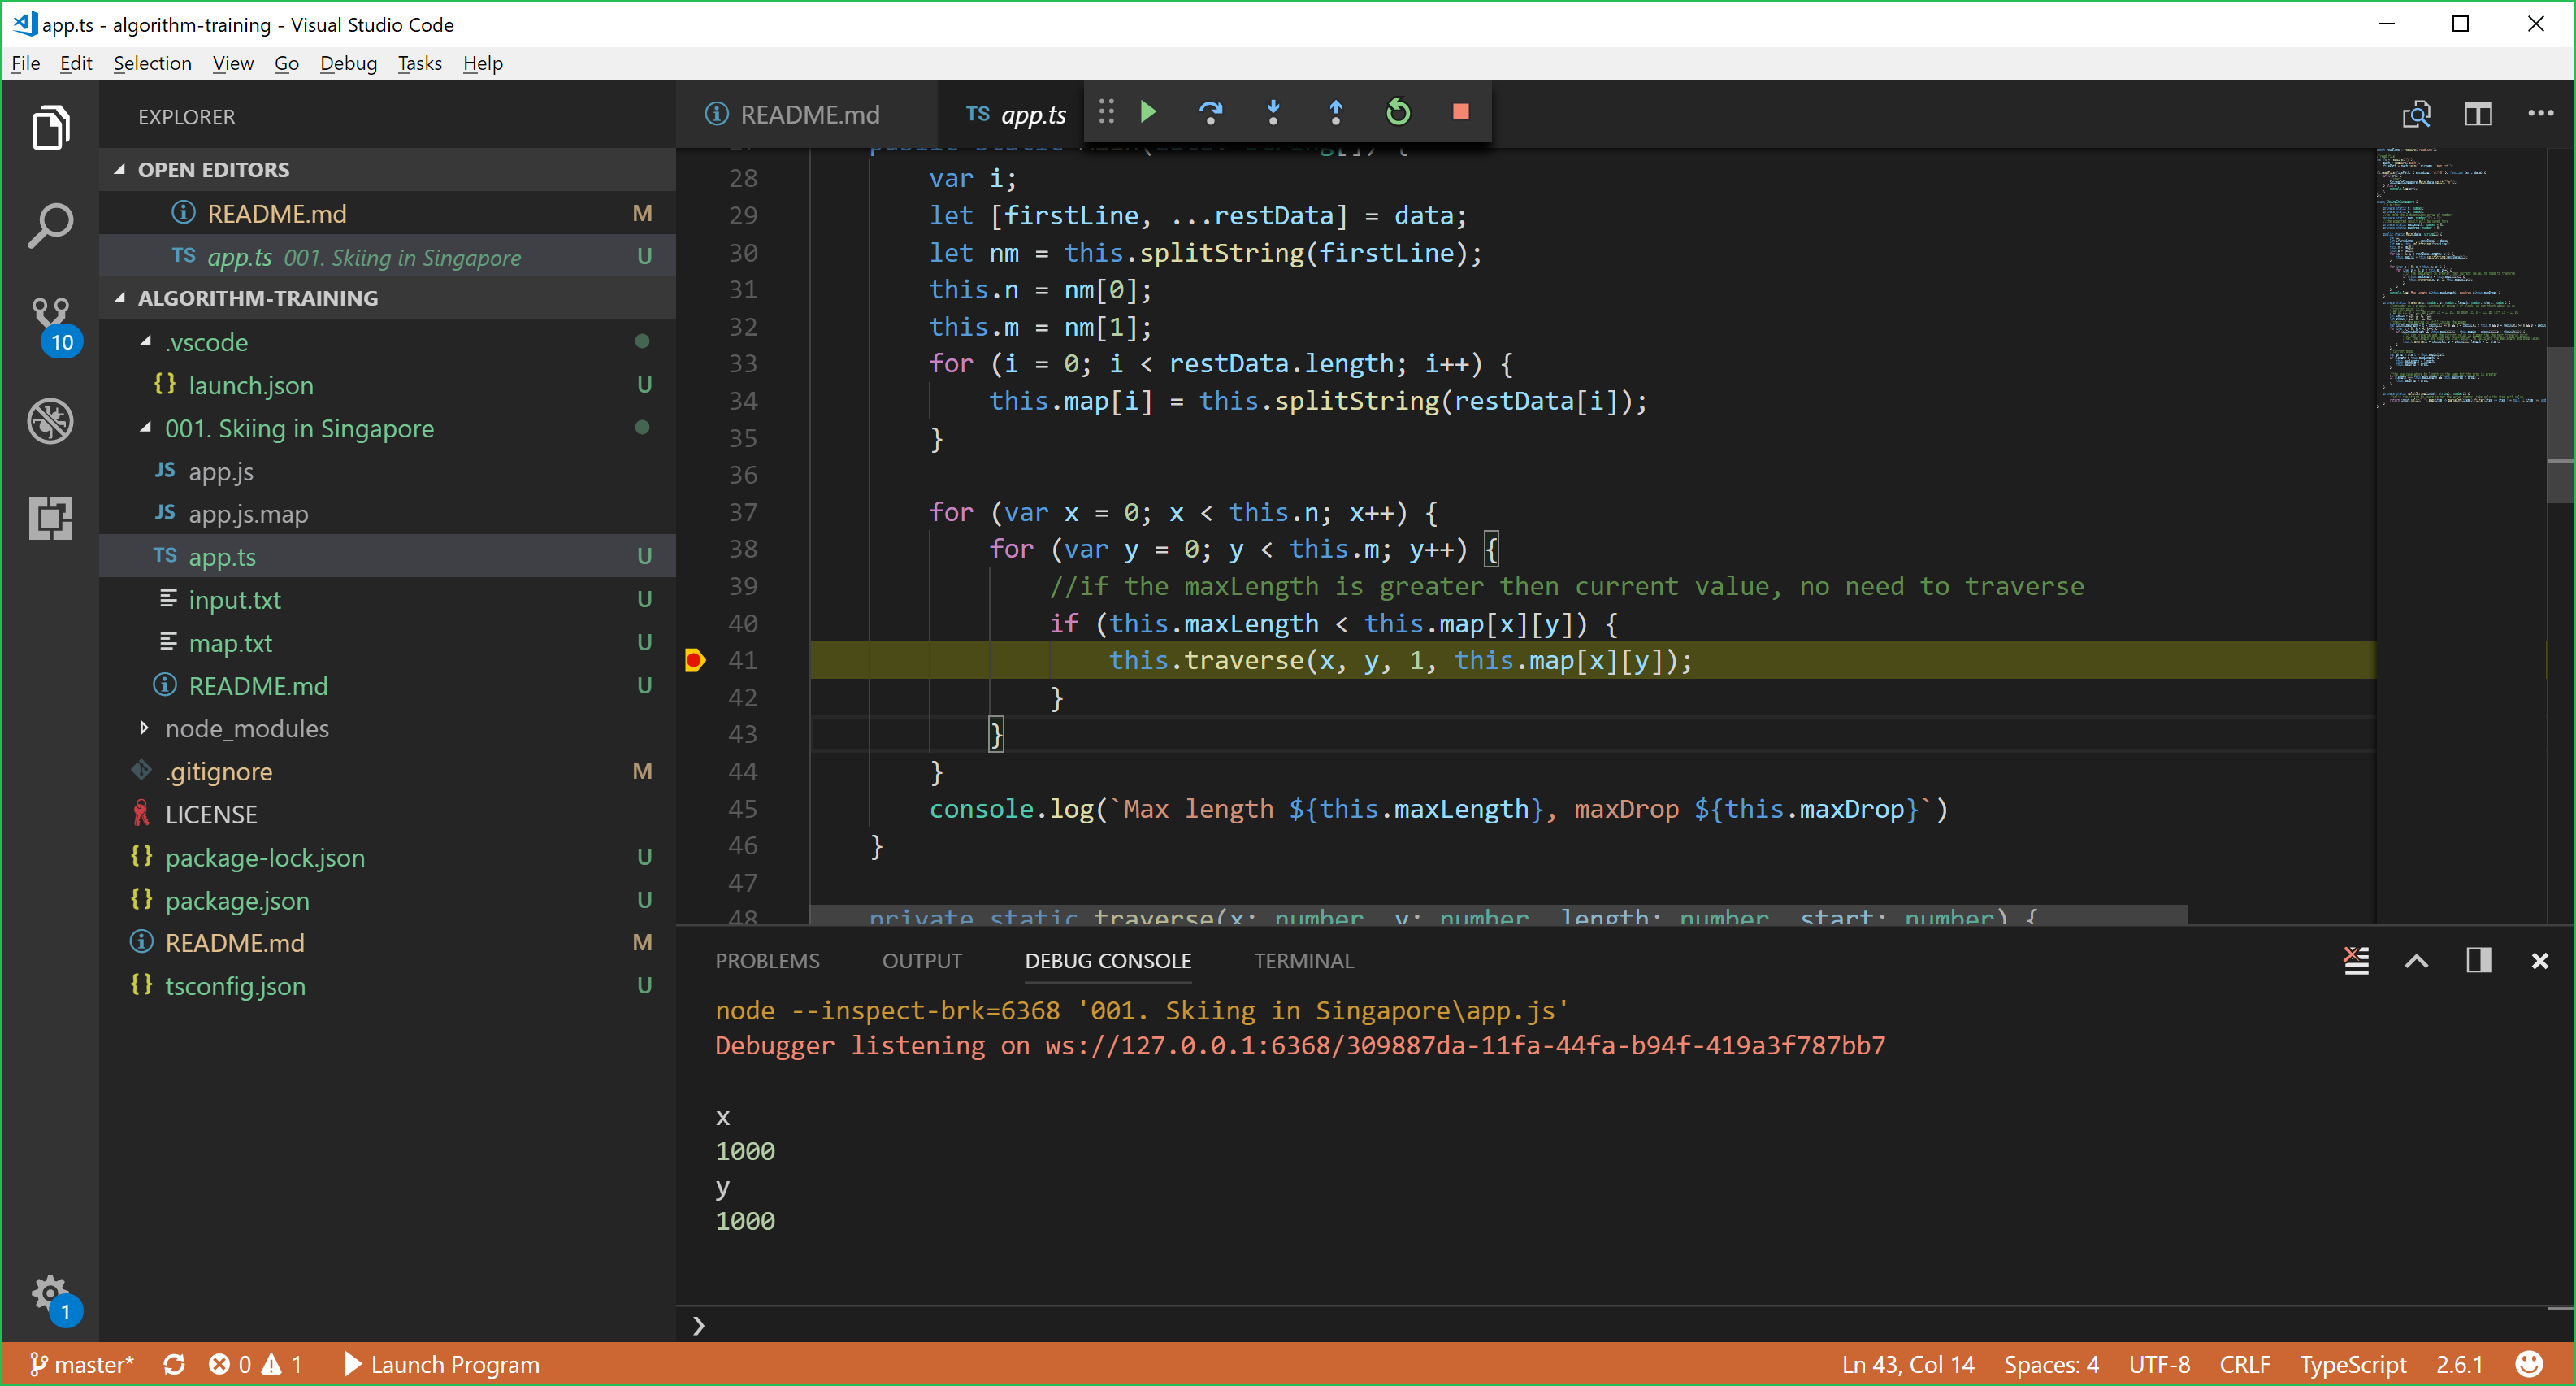 app.ts - algorithm-training - Visual Studio Code
File Edit Selection View Go Debug Tasks Help
EXPLORER
OPEN EDITORS
README.md M
TS app.ts 001. Skiing in Singapore U
ALGORITHM-TRAINING
.vscode
{} launch.json U
001. Skiing in Singapore
JS app.js
JS app.js.map
TS app.ts U
input.txt U
map.txt U
README.md U
node_modules
.gitignore M
LICENSE
{} package-lock.json U
{} package.json U
README.md M
{} tsconfig.json U
10
1
README.md
TS app.ts
28 var i;
29 let [firstLine, ...restData] = data;
30 let nm = this.splitString(firstLine);
31 this.n = nm[0];
32 this.m = nm[1];
33 for (i = 0; i < restData.length; i++) {
34 this.map[i] = this.splitString(restData[i]);
35 }
36
37 for (var x = 0; x < this.n; x++) {
38 for (var y = 0; y < this.m; y++) {
39 //if the maxLength is greater then current value, no need to traverse
40 if (this.maxLength < this.map[x][y]) {
41 this.traverse(x, y, 1, this.map[x][y]);
42 }
43 }
44 }
45 console.log(`Max length ${this.maxLength}, maxDrop ${this.maxDrop}`)
46 }
47
48 private static traverse(x: number, y: number, length: number, start: number) {
PROBLEMS OUTPUT DEBUG CONSOLE TERMINAL
node --inspect-brk=6368 '001. Skiing in Singapore\app.js'
Debugger listening on ws://127.0.0.1:6368/309887da-11fa-44fa-b94f-419a3f787bb7
x
1000
y
1000
master* 0 1 Launch Program
Ln 43, Col 14 Spaces: 4 UTF-8 CRLF TypeScript 2.6.1